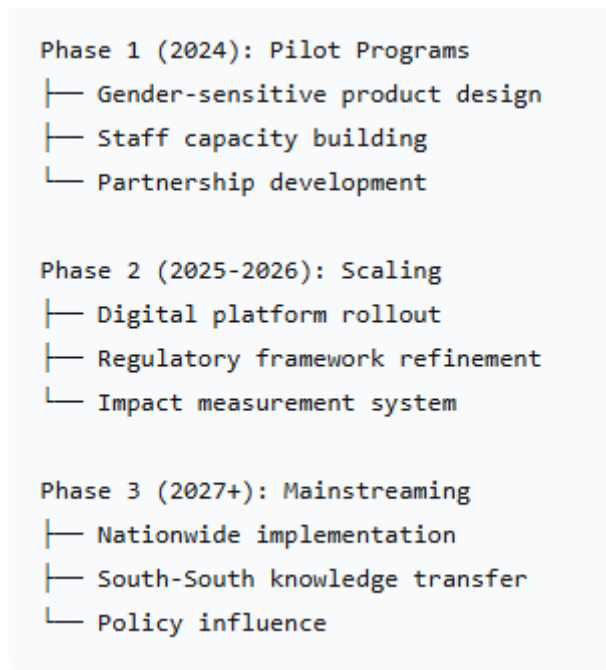 Phase 1 (2024): Pilot Programs
├── Gender-sensitive product design
├── Staff capacity building
└── Partnership development
Phase 2 (2025-2026): Scaling
├── Digital platform rollout
├── Regulatory framework refinement
└── Impact measurement system
Phase 3 (2027+): Mainstreaming
├── Nationwide implementation
├── South-South knowledge transfer
└── Policy influence